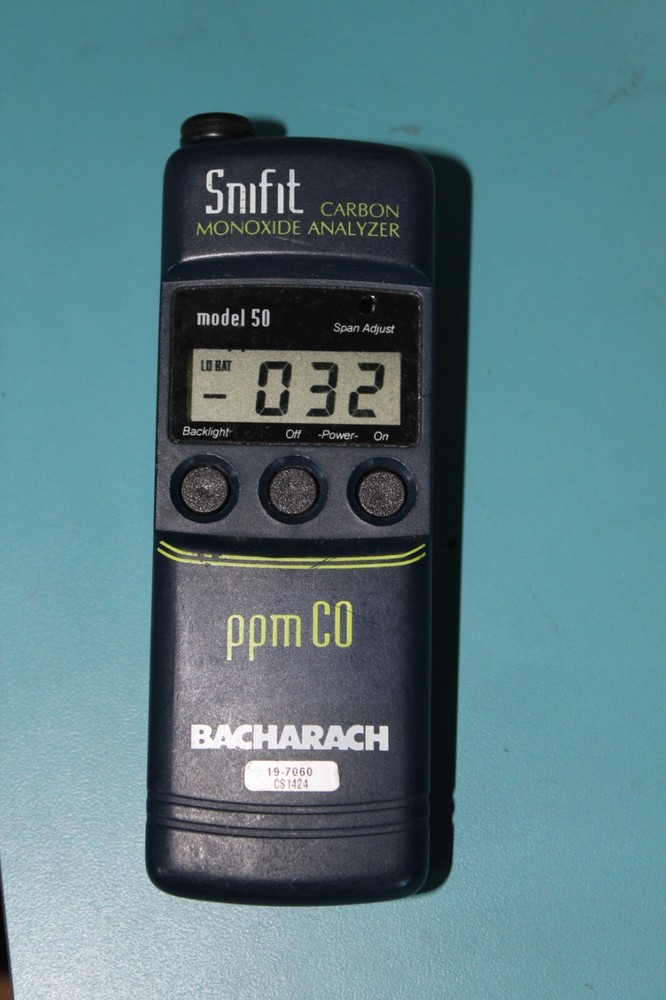 Snifit CARBON
MONOXIDE ANALYZER
model 50
Span Adjust
LO BAT
- 032
Backlight Off -Power- On
ppm CO
BACHARACH
19-7060
CS1424